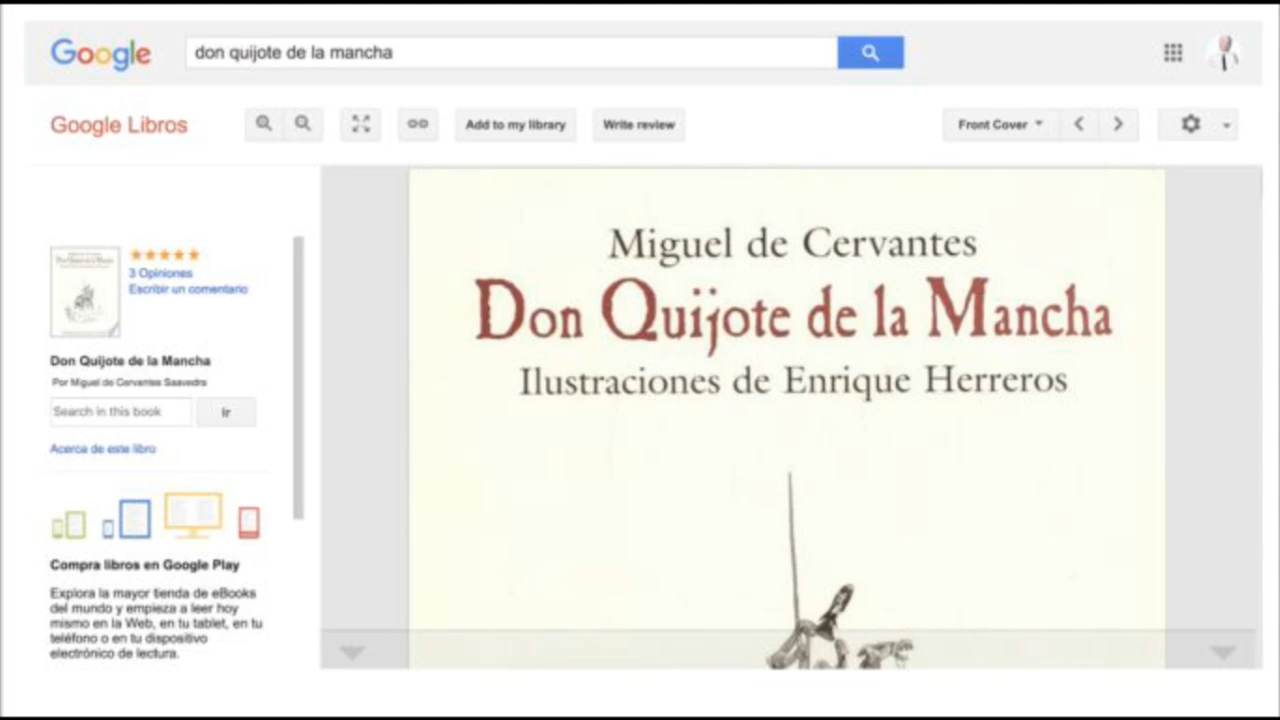 Google
don quijote de la mancha
Google Libros
Add to my library
Write review
Front Cover
3 Opiniones
Escribir un comentario
Don Quijote de la Mancha
Por Miguel de Cervantes Saavedra
Search in this book
Ir
Acerca de este libro
Compra libros en Google Play
Explora la mayor tienda de eBooks
del mundo y empieza a leer hoy
mismo en la Web, en tu tablet, en tu
teléfono o en tu dispositivo
electrónico de lectura.
Miguel de Cervantes
Don Quijote de la Mancha
Ilustraciones de Enrique Herreros